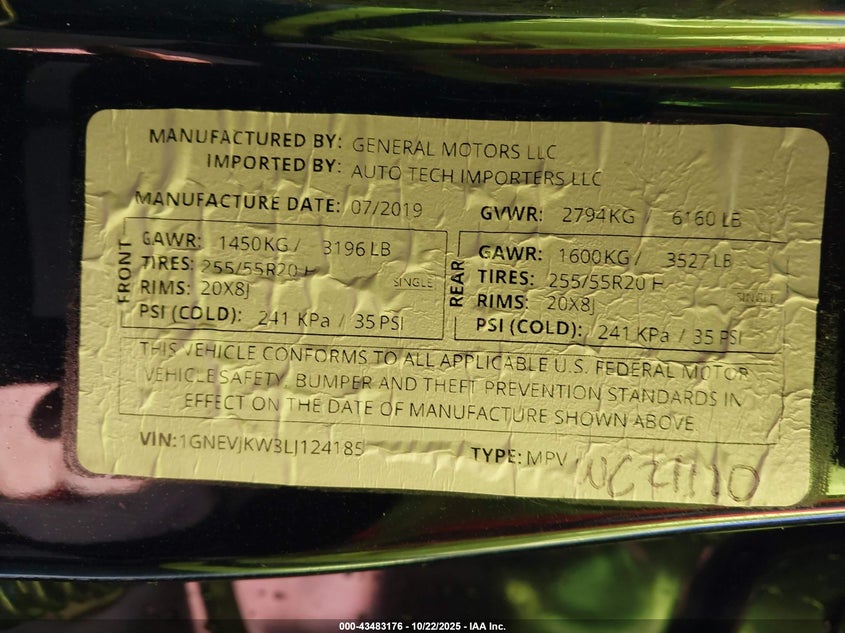 MANUFACTURED BY: GENERAL MOTORS LLC
IMPORTED BY: AUTO TECH IMPORTERS LLC
MANUFACTURE DATE: 07/2019 GVWR: 2794KG / 6160 LB
FRONT
GAWR: 1450KG / 3196 LB
TIRES: 255/55R20 H
RIMS: 20X8J SINGLE
PSI (COLD): 241 KPa / 35 PSI
REAR
GAWR: 1600KG / 3527 LB
TIRES: 255/55R20 H
RIMS: 20X8J SINGLE
PSI (COLD): 241 KPa / 35 PSI
THIS VEHICLE CONFORMS TO ALL APPLICABLE U.S. FEDERAL MOTOR
VEHICLE SAFETY, BUMPER AND THEFT PREVENTION STANDARDS IN
EFFECT ON THE DATE OF MANUFACTURE SHOWN ABOVE.
VIN:1GNEVJKW3LJ124185 TYPE: MPV
000-43483176 - 10/22/2025 - IAA Inc.